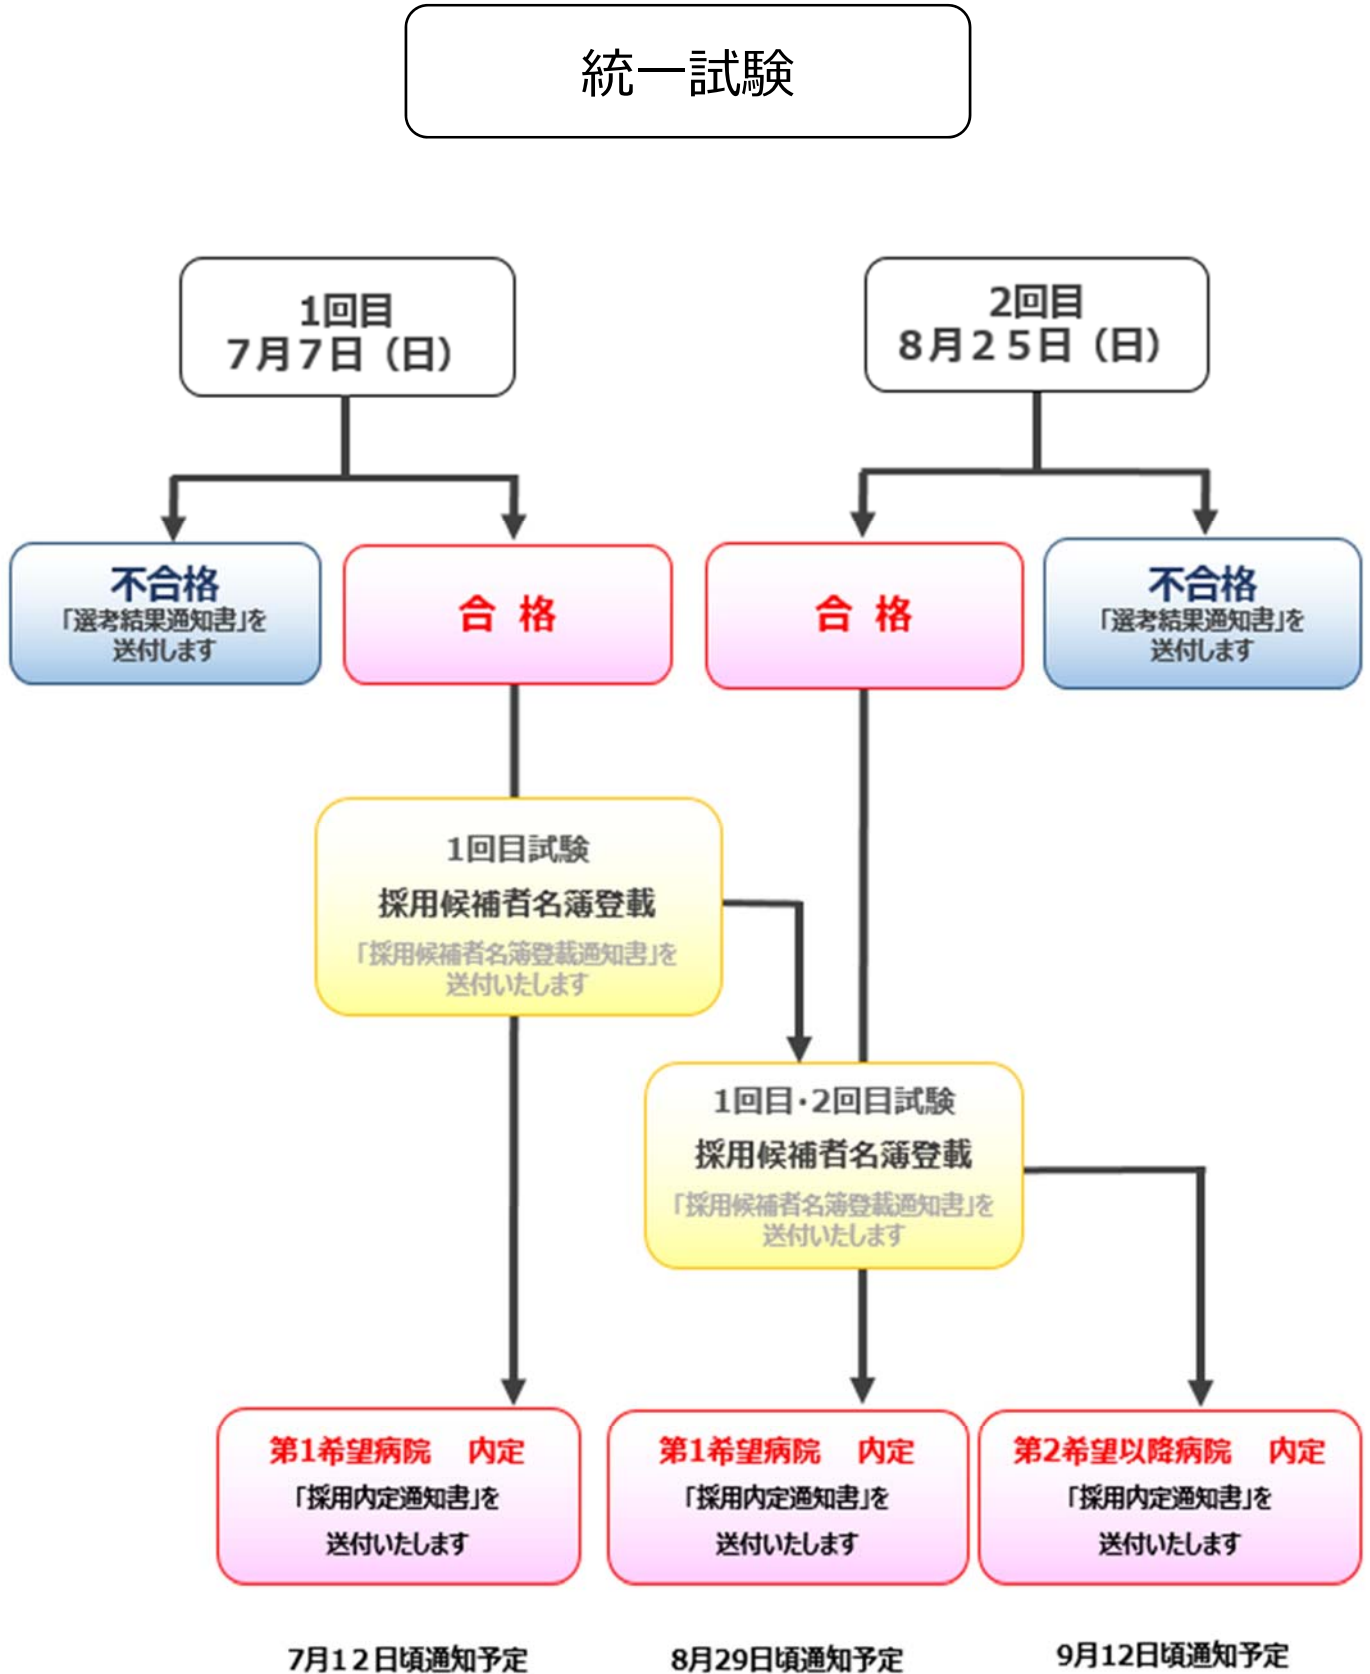 統一試験
1回目
７月７日（日）
2回目
８月２５日（日）
不合格
「選考結果通知書」を
送付します
合 格
合 格
不合格
「選考結果通知書」を
送付します
1回目試験
採用候補者名簿登載
「採用候補者名簿登載通知書」を
送付いたします
1回目･2回目試験
採用候補者名簿登載
「採用候補者名簿登載通知書」を
送付いたします
第1希望病院　内定
「採用内定通知書」を
送付いたします
第1希望病院　内定
「採用内定通知書」を
送付いたします
第2希望以降病院　内定
「採用内定通知書」を
送付いたします
7月１２日頃通知予定
8月29日頃通知予定
9月12日頃通知予定